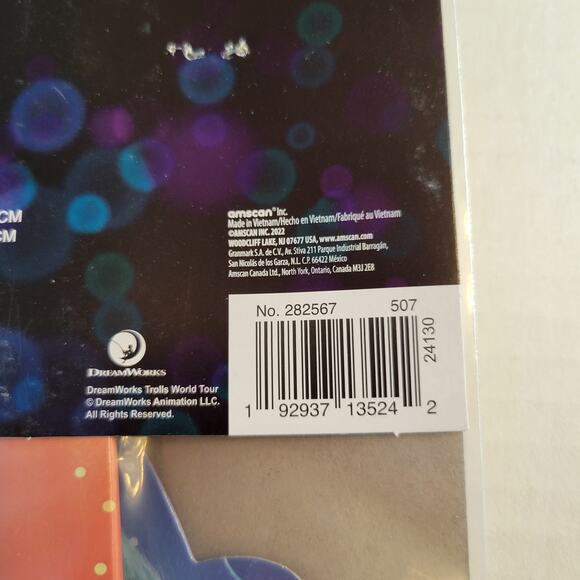 CM
CM
amscan® Inc.
Made in Vietnam/Hecho en Vietnam/Fabriqué au Vietnam
©AMSCAN INC. 2022
WOODCLIFF LAKE, NJ 07677 USA, www.amscan.com
Granmark S.A. de C.V., Av. Stiva 211 Parque Industrial Barragán,
San Nicolás de los Garza, N.L. C.P. 66422 México
Amscan Canada Ltd., North York, Ontario, Canada M3J 2E8
No. 282567 507
24130
1 92937 13524 2
DREAMWORKS
DreamWorks Trolls World Tour
© DreamWorks Animation LLC.
All Rights Reserved.